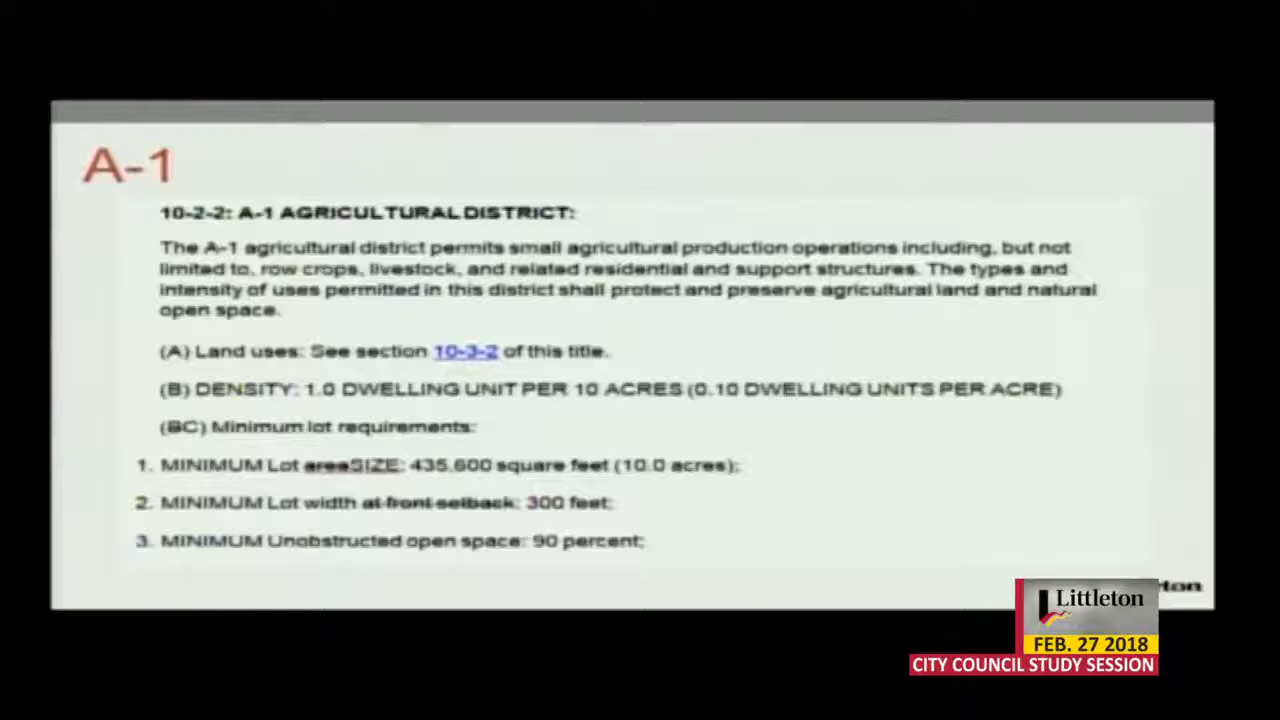 A-1
10-2-2: A-1 AGRICULTURAL DISTRICT:
The A-1 agricultural district permits small agricultural production operations including, but not
limited to, row crops, livestock, and related residential and support structures. The types and
intensity of uses permitted in this district shall protect and preserve agricultural land and natural
open space.
(A) Land uses: See section 10-3-2 of this title.
(B) DENSITY: 1.0 DWELLING UNIT PER 10 ACRES (0.10 DWELLING UNITS PER ACRE)
(BC) Minimum lot requirements:
1. MINIMUM Lot areaSIZE: 435,600 square feet (10.0 acres);
2. MINIMUM Lot width at front setback: 300 feet;
3. MINIMUM Unobstructed open space: 90 percent;
ton
Littleton
FEB. 27 2018
CITY COUNCIL STUDY SESSION